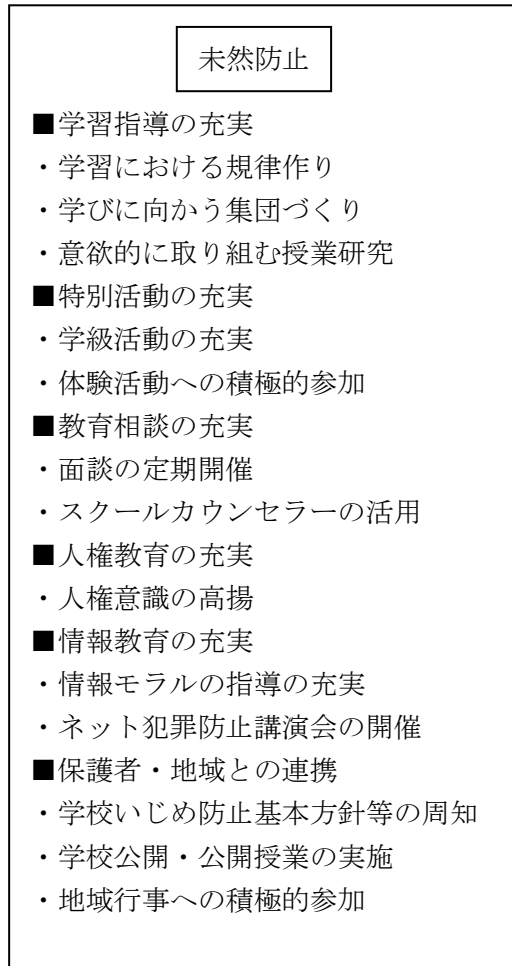 未然防止
■学習指導の充実
・学習における規律作り
・学びに向かう集団づくり
・意欲的に取り組む授業研究
■特別活動の充実
・学級活動の充実
・体験活動への積極的参加
■教育相談の充実
・面談の定期開催
・スクールカウンセラーの活用
■人権教育の充実
・人権意識の高揚
■情報教育の充実
・情報モラルの指導の充実
・ネット犯罪防止講演会の開催
■保護者・地域との連携
・学校いじめ防止基本方針等の周知
・学校公開・公開授業の実施
・地域行事への積極的参加